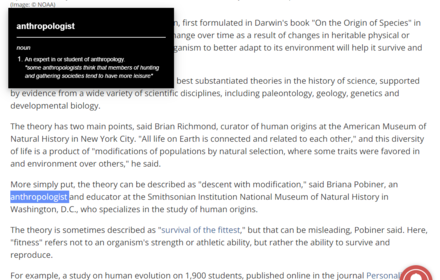 (Image: © NOAA)
anthropologist
noun
1. An expert in or student of anthropology.
"some anthropologists think that members of hunting
and gathering societies tend to have more leisure"
n, first formulated in Darwin's book "On the Origin of Species" in
ange over time as a result of changes in heritable physical or
ganism to better adapt to its environment will help it survive and
best substantiated theories in the history of science, supported
by evidence from a wide variety of scientific disciplines, including paleontology, geology, genetics and
developmental biology.
The theory has two main points, said Brian Richmond, curator of human origins at the American Museum of
Natural History in New York City. "All life on Earth is connected and related to each other," and this diversity
of life is a product of "modifications of populations by natural selection, where some traits were favored in
and environment over others," he said.
More simply put, the theory can be described as "descent with modification," said Briana Pobiner, an
anthropologist and educator at the Smithsonian Institution National Museum of Natural History in
Washington, D.C., who specializes in the study of human origins.
The theory is sometimes described as "survival of the fittest," but that can be misleading, Pobiner said. Here,
"fitness" refers not to an organism's strength or athletic ability, but rather the ability to survive and
reproduce.
For example, a study on human evolution on 1,900 students, published online in the journal Personal